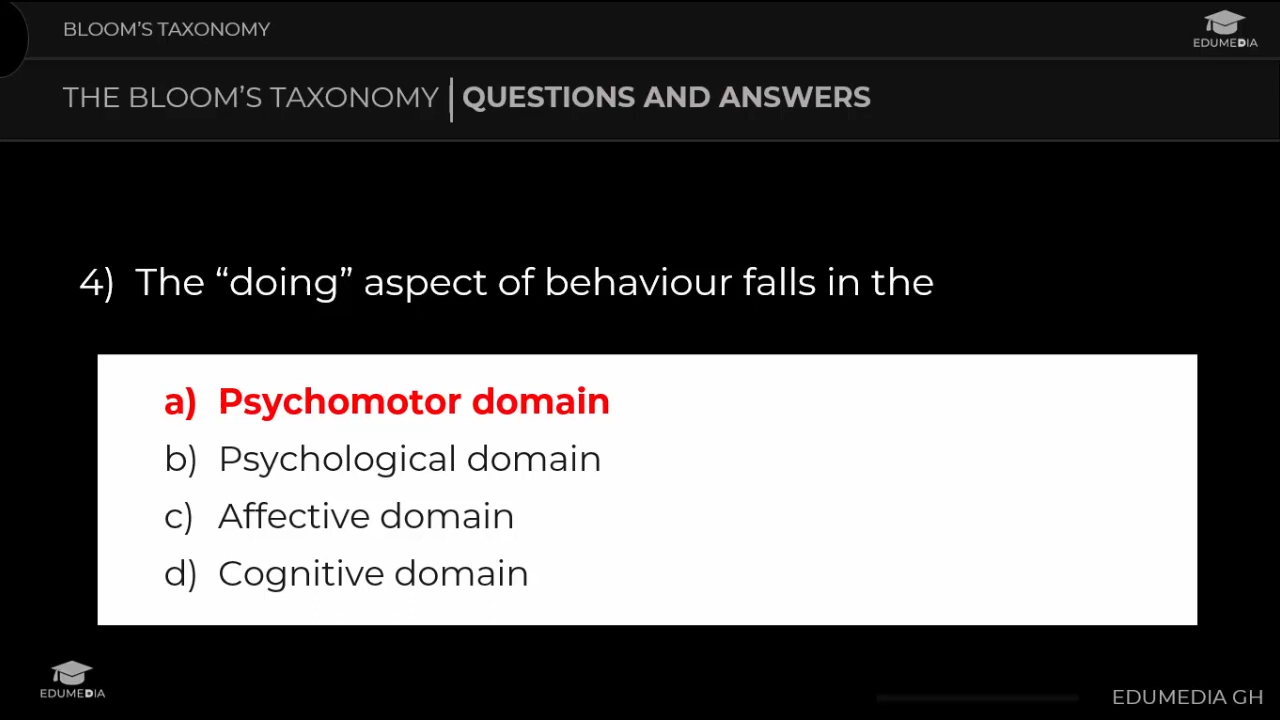 BLOOM’S TAXONOMY
EDUMEDIA
THE BLOOM’S TAXONOMY | QUESTIONS AND ANSWERS
4) The “doing” aspect of behaviour falls in the
a) Psychomotor domain
b) Psychological domain
c) Affective domain
d) Cognitive domain
EDUMEDIA
EDUMEDIA GH